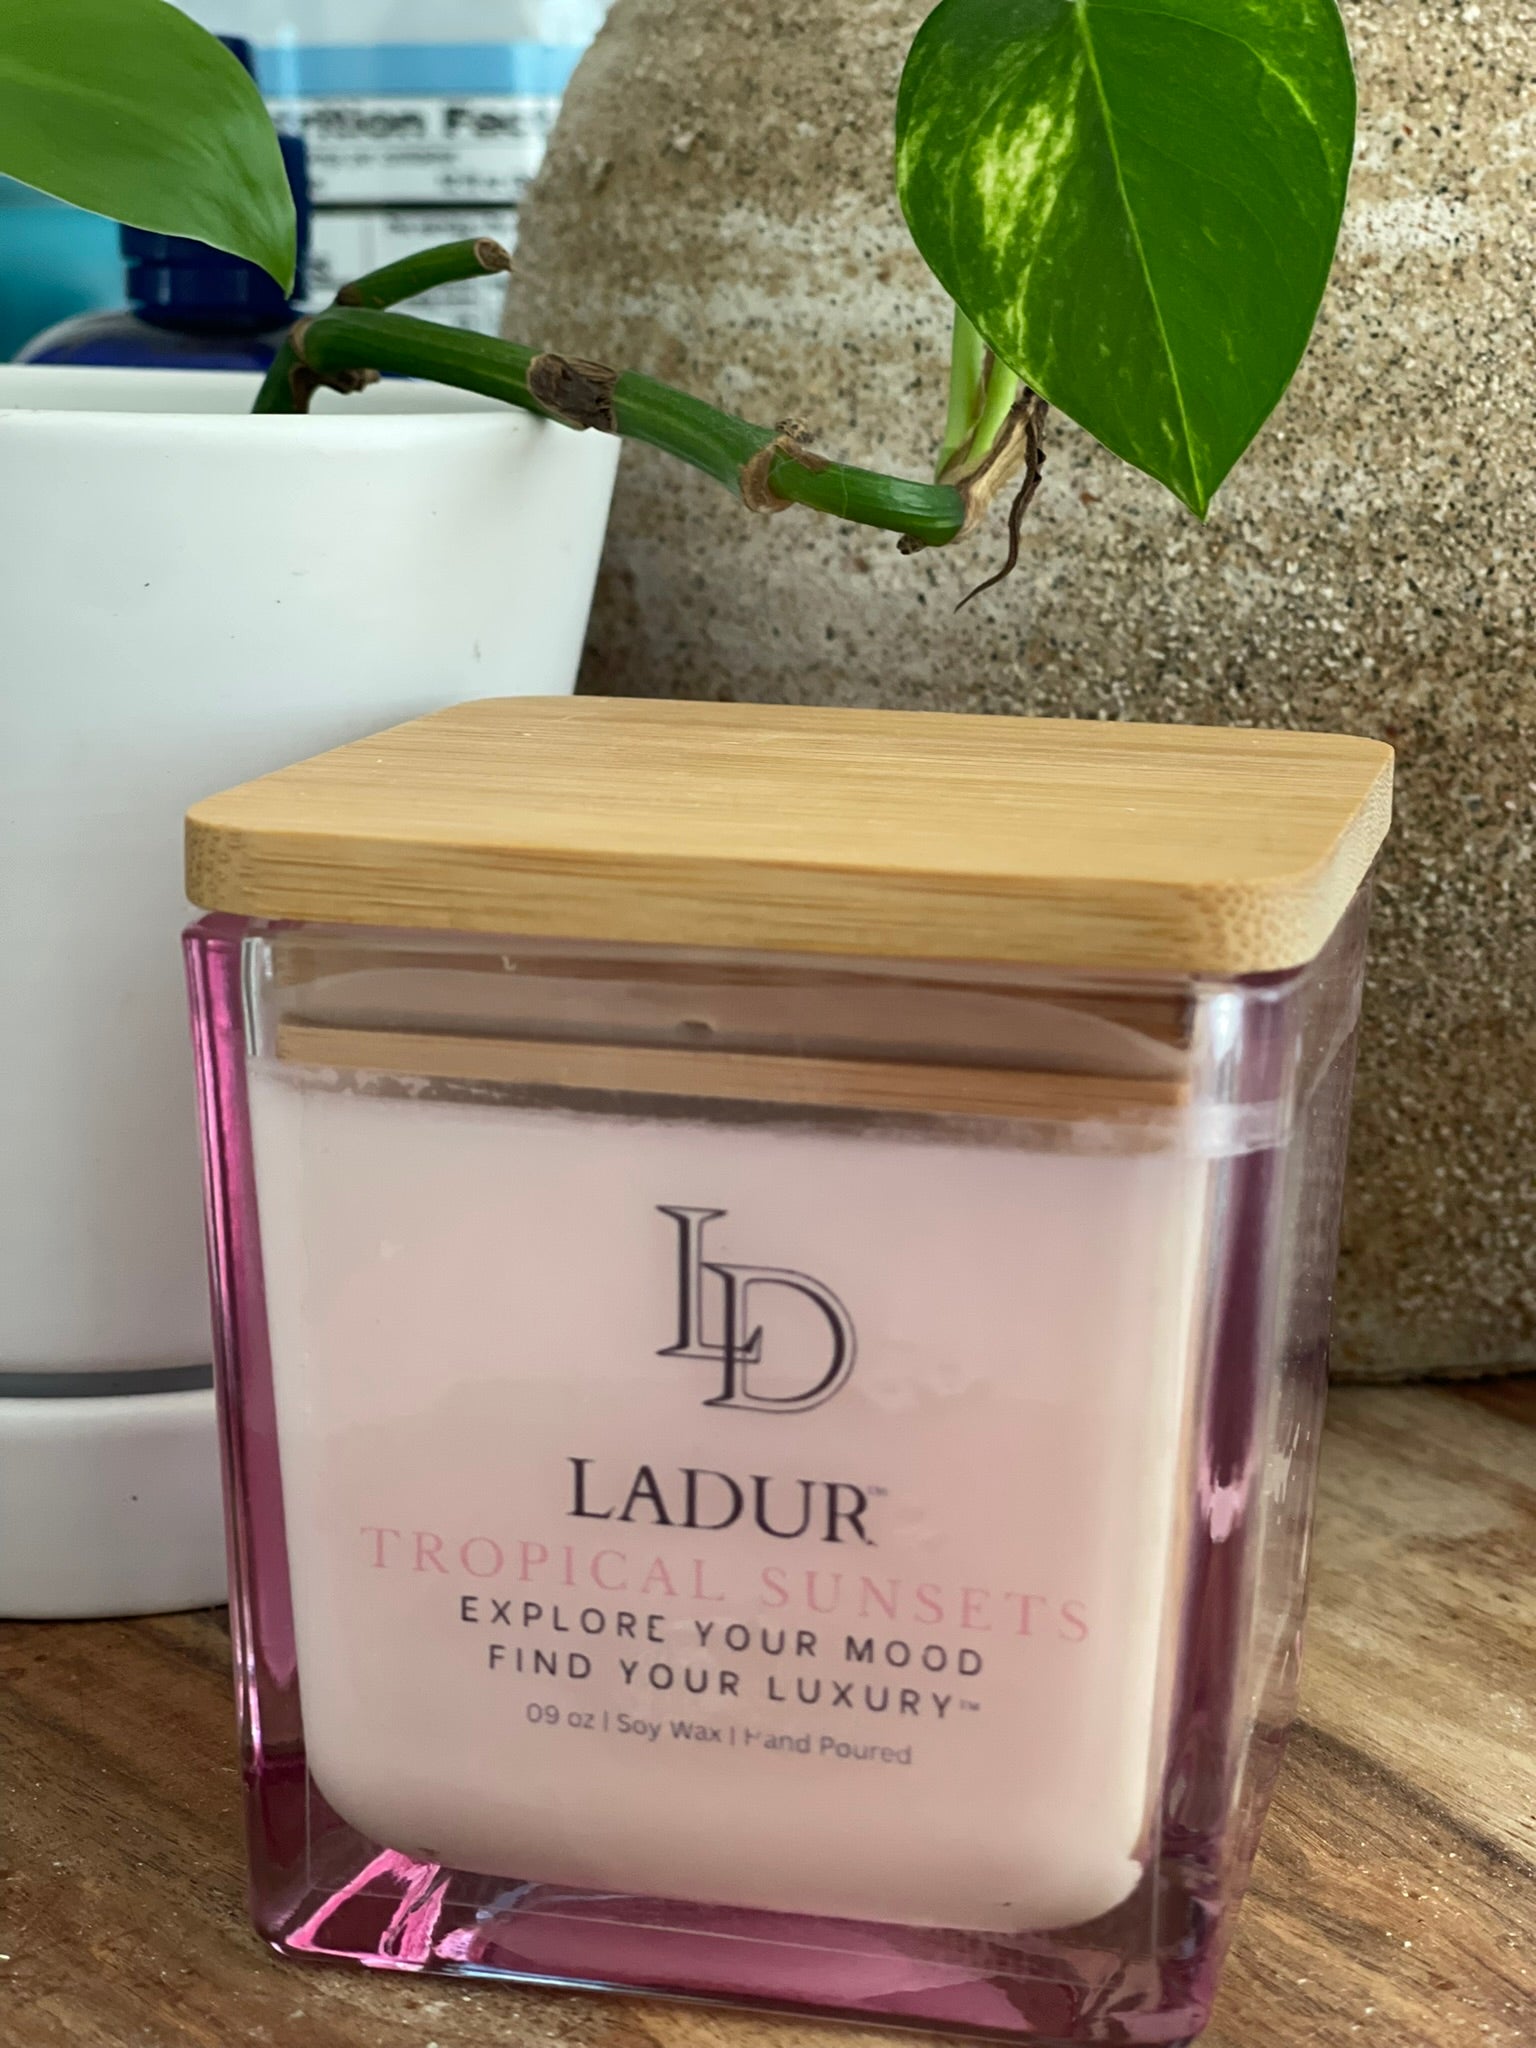 LD
LADUR™
TROPICAL SUNSETS
EXPLORE YOUR MOOD
FIND YOUR LUXURY™
09 oz | Soy Wax | Hand Poured